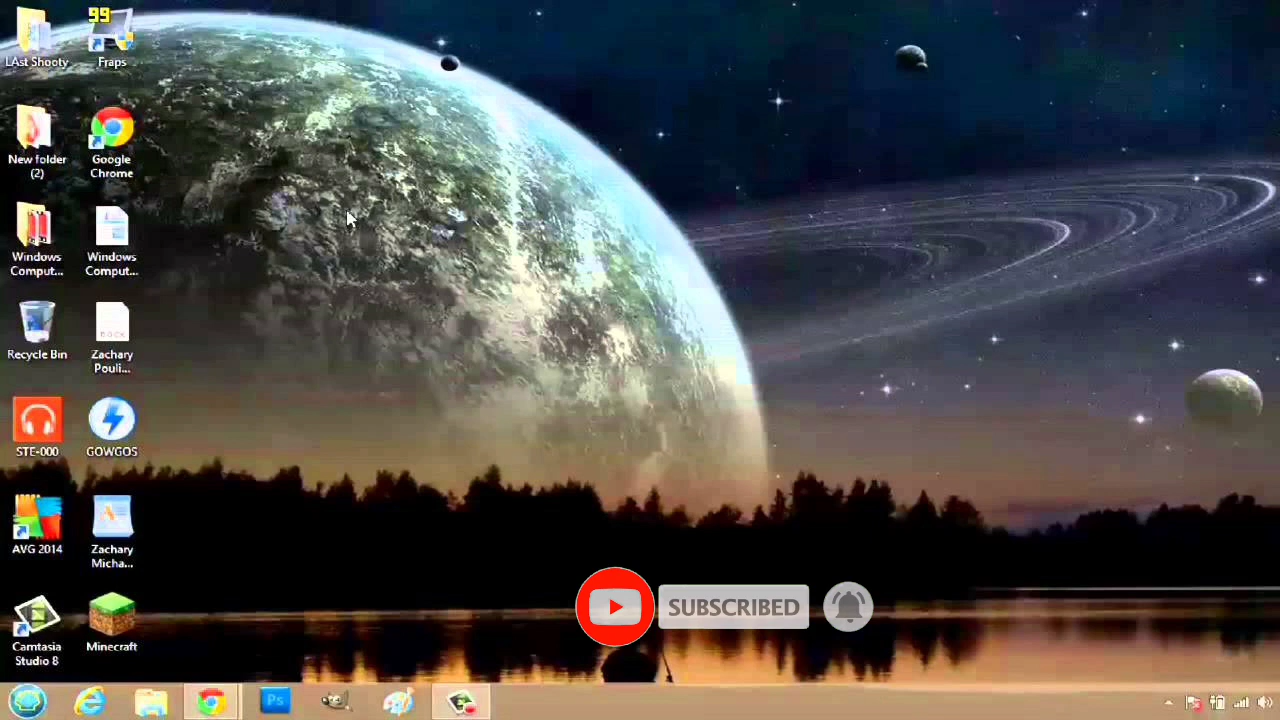 99
LAst Shooty
Fraps
New folder
(2)
Google
Chrome
Windows
Comput...
Windows
Comput...
Recycle Bin
DOCX
Zachary
Pouli...
STE-000
GOWGOS
AVG 2014
Zachary
Micha...
Camtasia
Studio 8
Minecraft
SUBSCRIBED
Ps